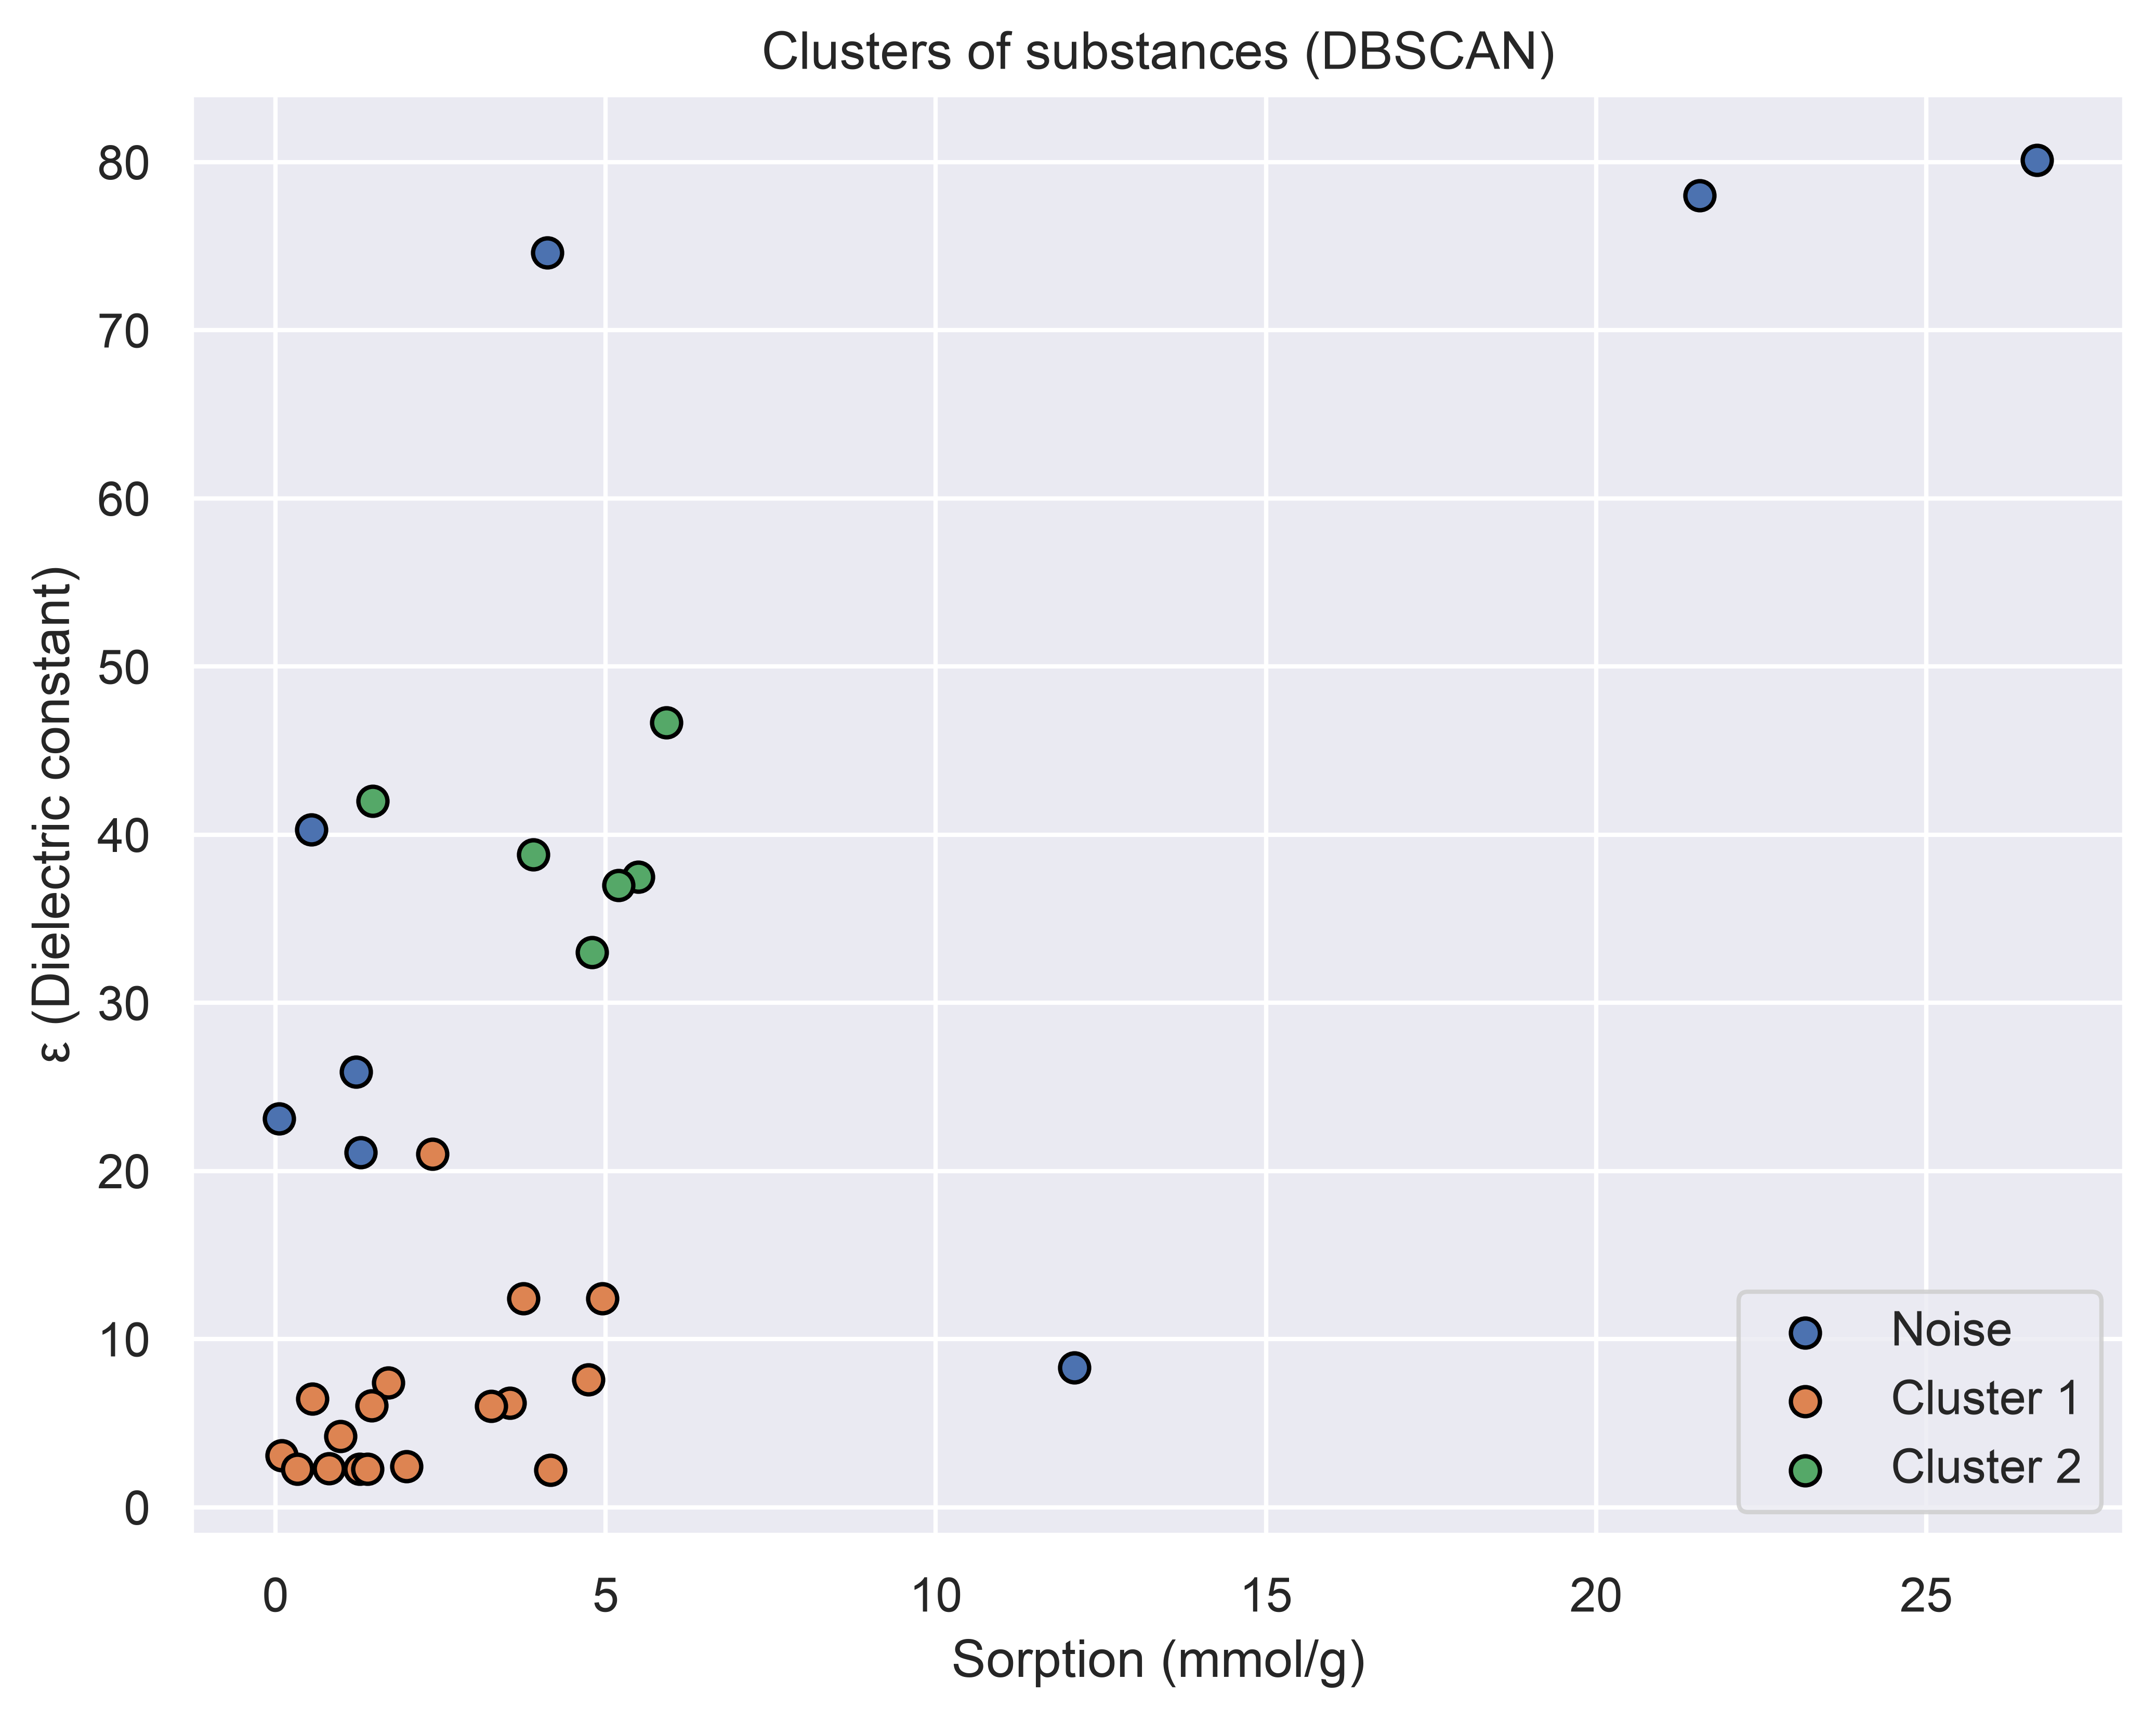 Clusters of substances (DBSCAN)
ε (Dielectric constant)
80
70
60
50
40
30
20
10
0
Noise
Cluster 1
Cluster 2
0 5 10 15 20 25
Sorption (mmol/g)